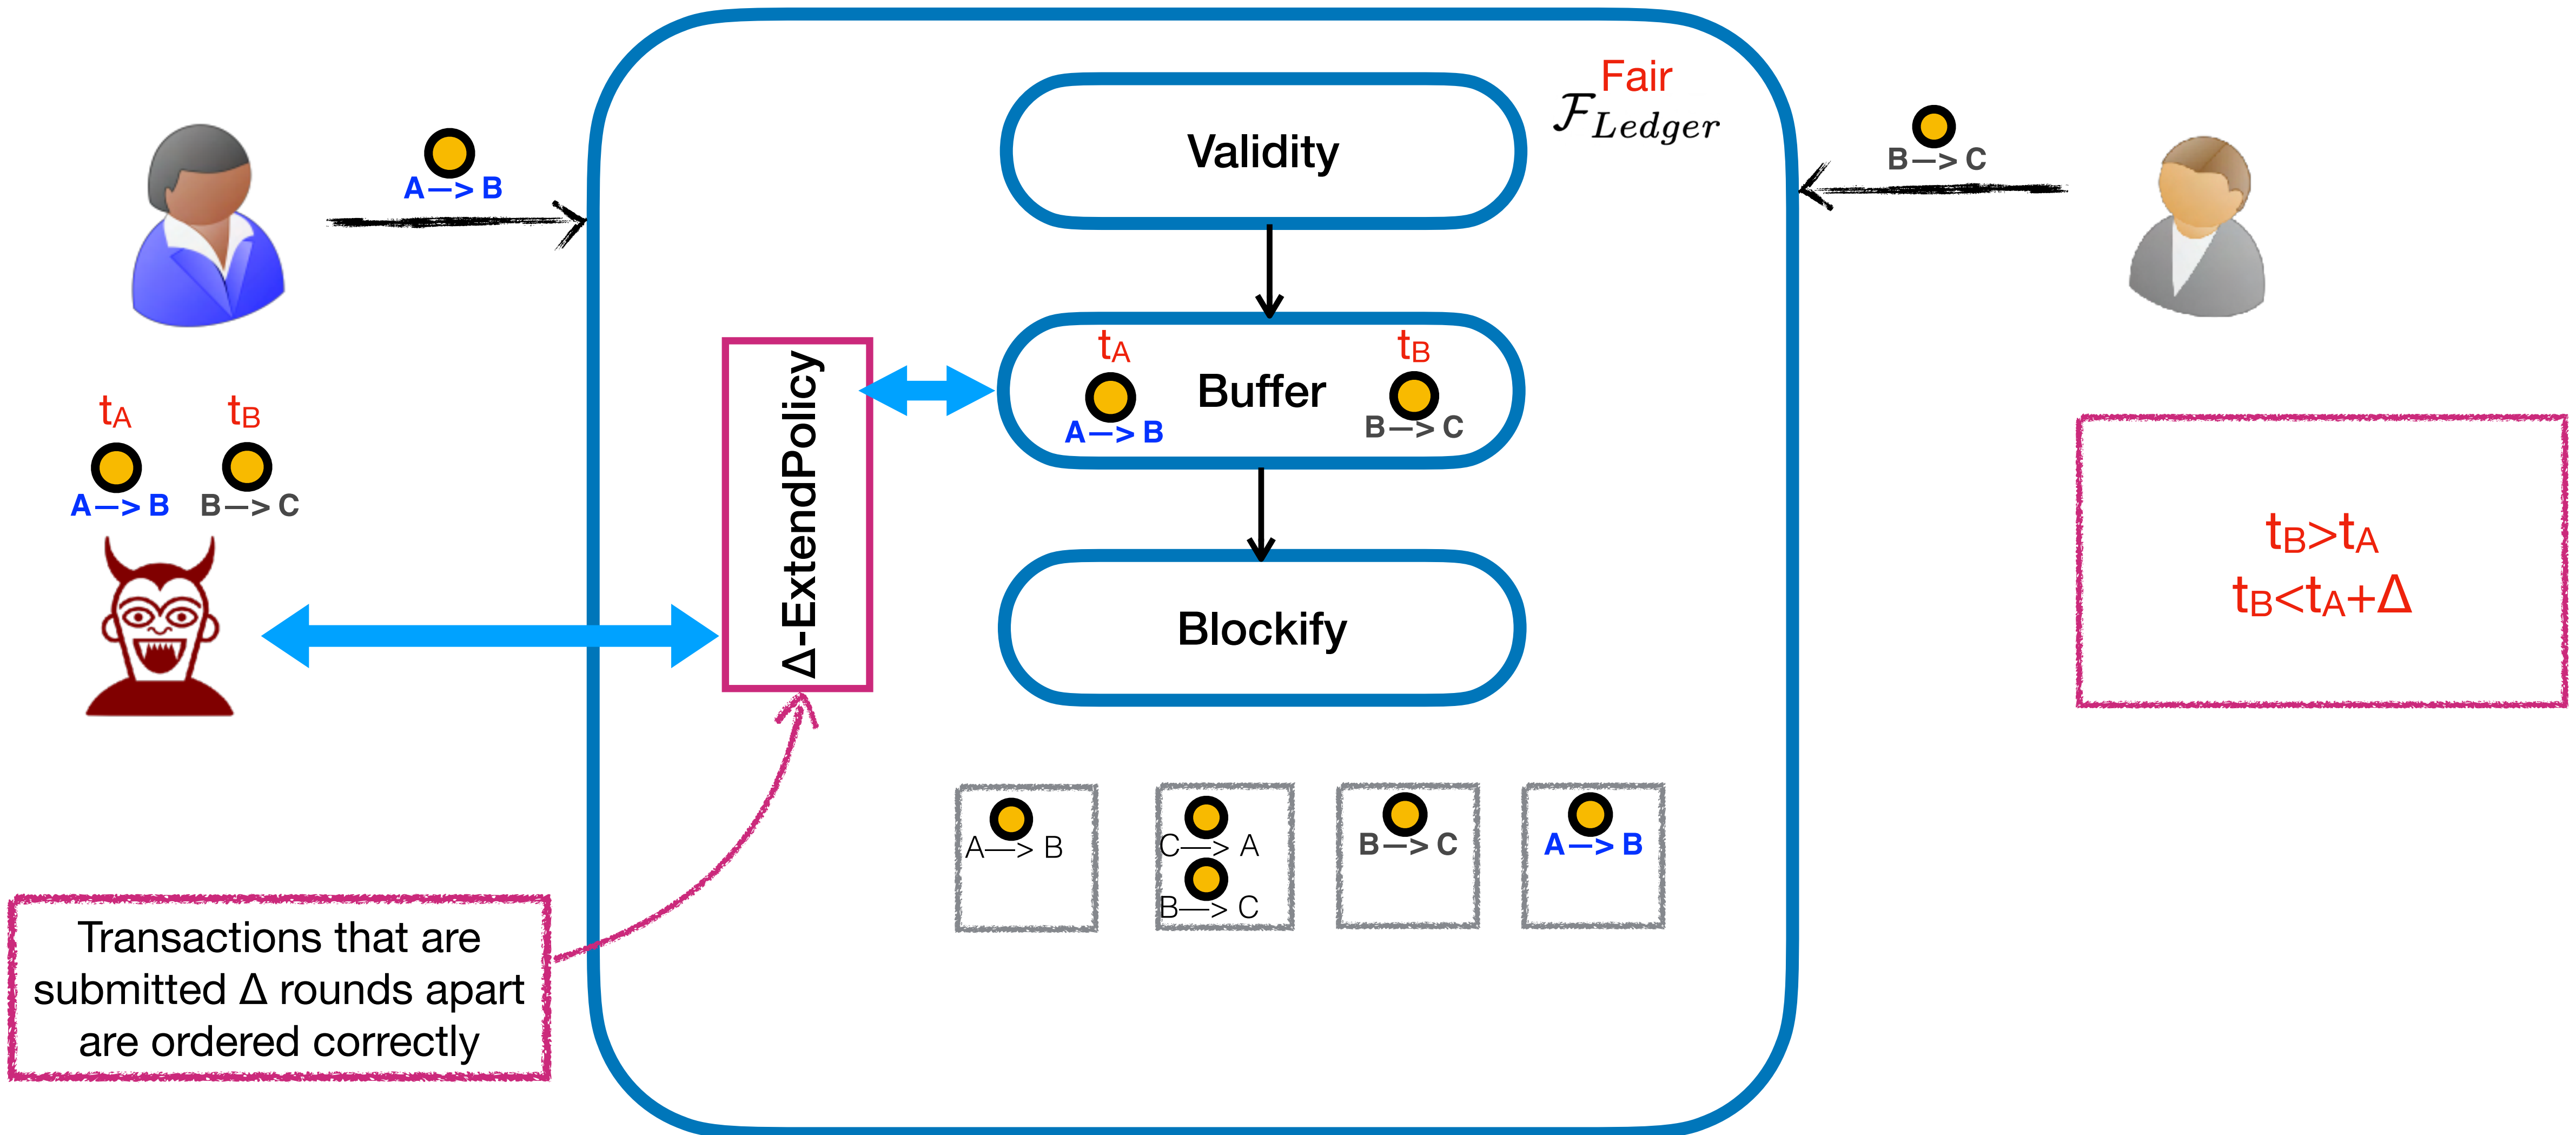 Fair
ℱLedger
Validity
A—> B
B—> C
tA
tB
Buffer
A—> B
B—> C
Δ-ExtendPolicy
tA
tB
A—> B
B—> C
tB>tA
tB<tA+Δ
Blockify
A—> B
C—> A
B—> C
B—> C
A—> B
Transactions that are
submitted Δ rounds apart
are ordered correctly